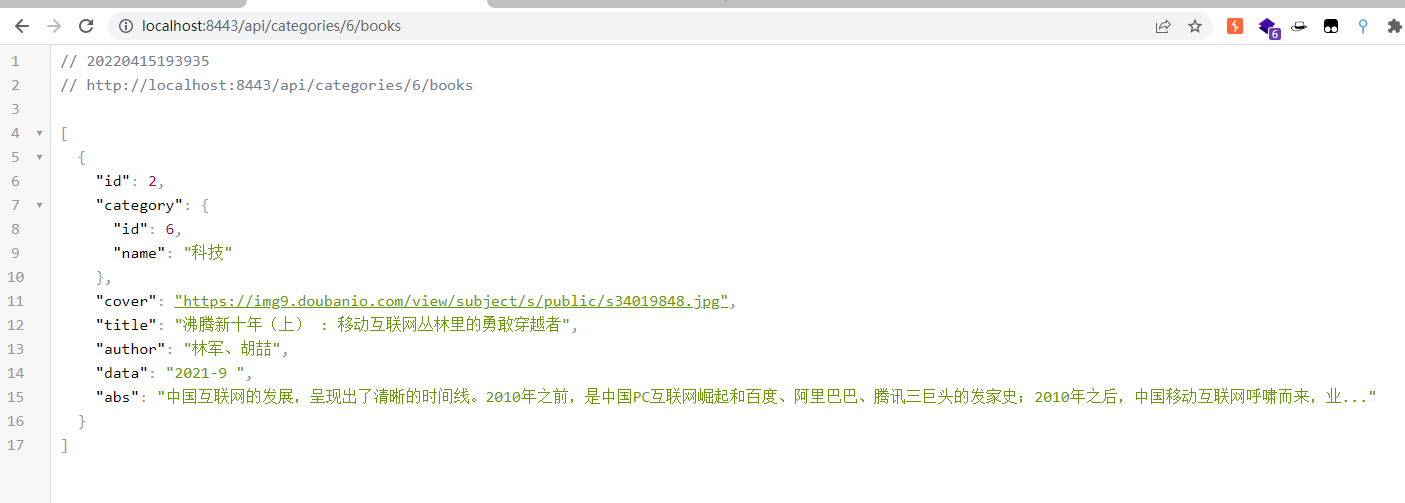 localhost:8443/api/categories/6/books
6
1 // 20220415193935
2 // http://localhost:8443/api/categories/6/books
3
4 [
5 {
6 "id": 2,
7 "category": {
8 "id": 6,
9 "name": "科技"
10 },
11 "cover": "https://img9.doubanio.com/view/subject/s/public/s34019848.jpg",
12 "title": "沸腾新十年（上） : 移动互联网丛林里的勇敢穿越者",
13 "author": "林军、胡喆",
14 "data": "2021-9 ",
15 "abs": "中国互联网的发展，呈现出了清晰的时间线。2010年之前，是中国PC互联网崛起和百度、阿里巴巴、腾讯三巨头的发家史；2010年之后，中国移动互联网呼啸而来，业..."
16 }
17 ]